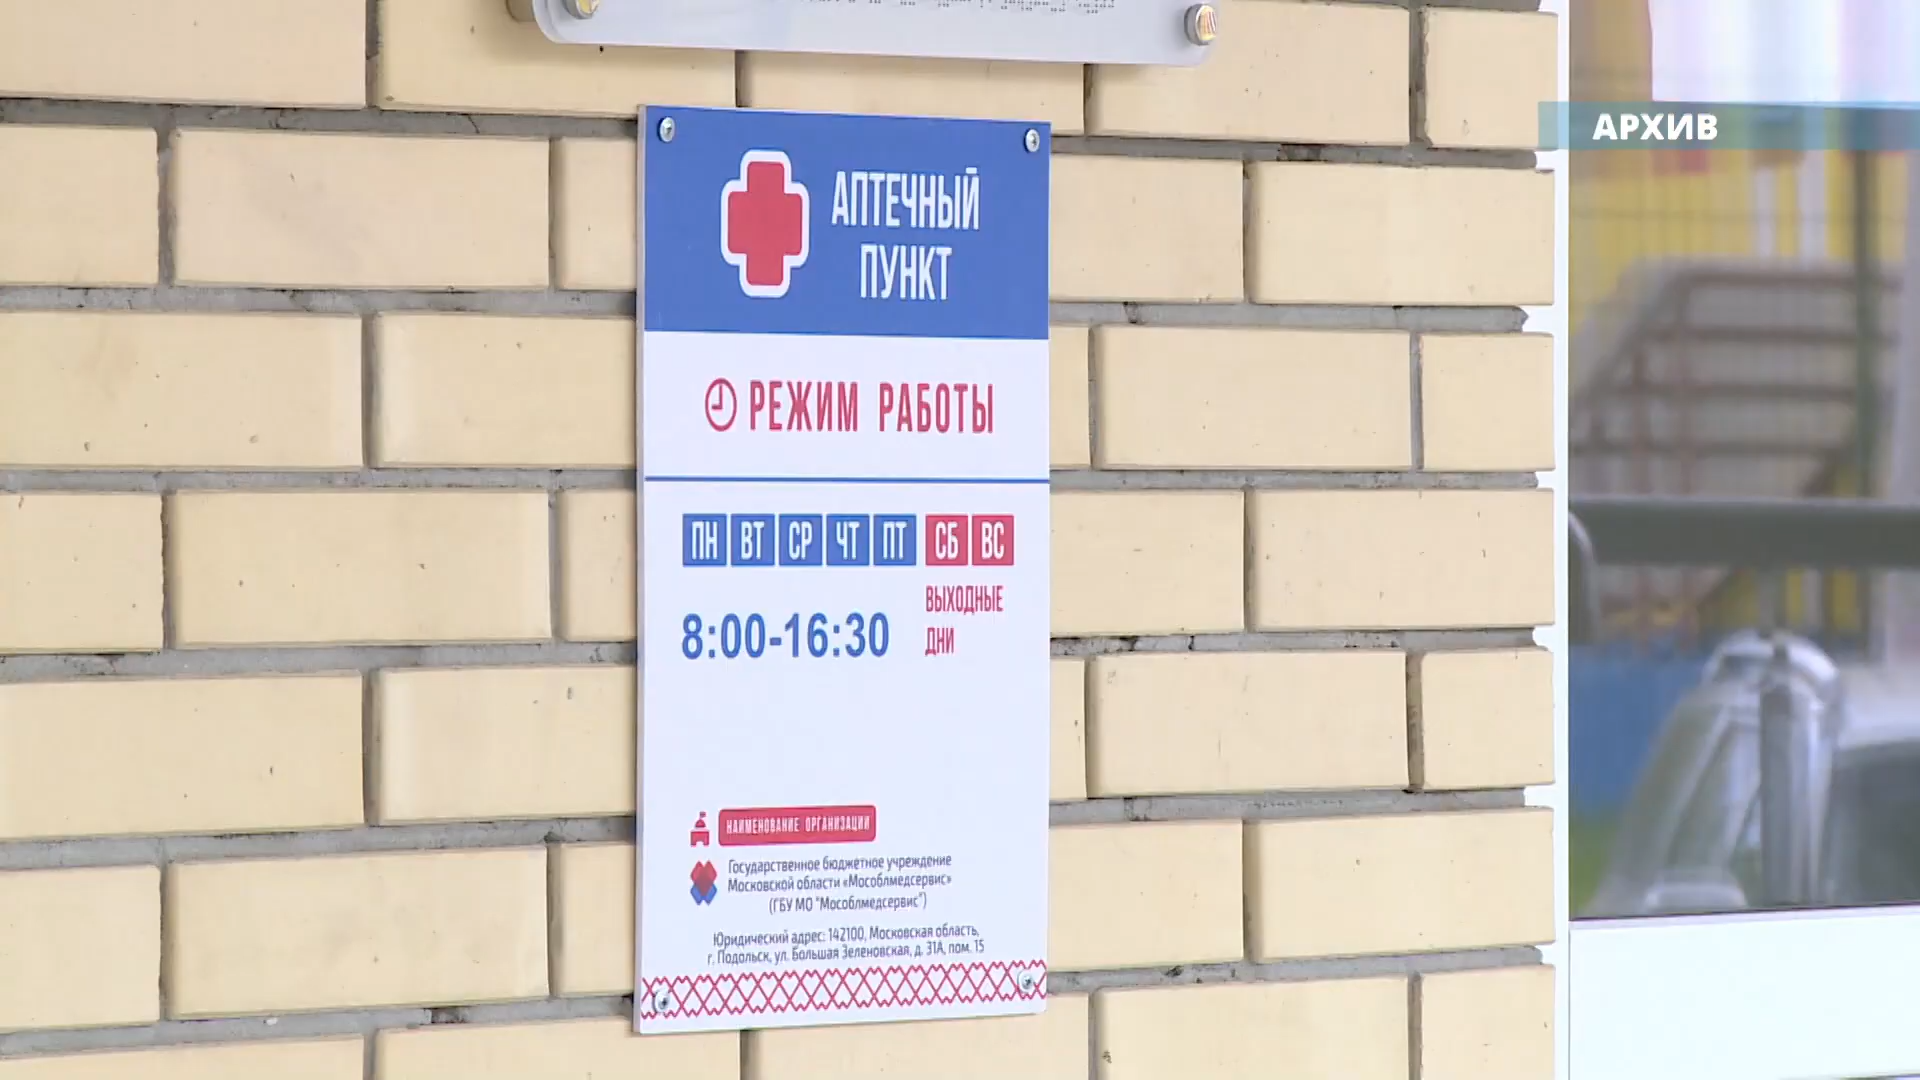 АРХИВ
АПТЕЧНЫЙ
ПУНКТ
РЕЖИМ РАБОТЫ
ПН ВТ СР ЧТ ПТ СБ ВС
8:00-16:30
ВЫХОДНЫЕ
ДНИ
НАИМЕНОВАНИЕ ОРГАНИЗАЦИИ
Государственное бюджетное учреждение
Московской области «Мособлмедсервис»
(ГБУ МО "Мособлмедсервис")
Юридический адрес: 142100, Московская область,
г. Подольск, ул. Большая Зеленовская, д. 31А, пом. 15